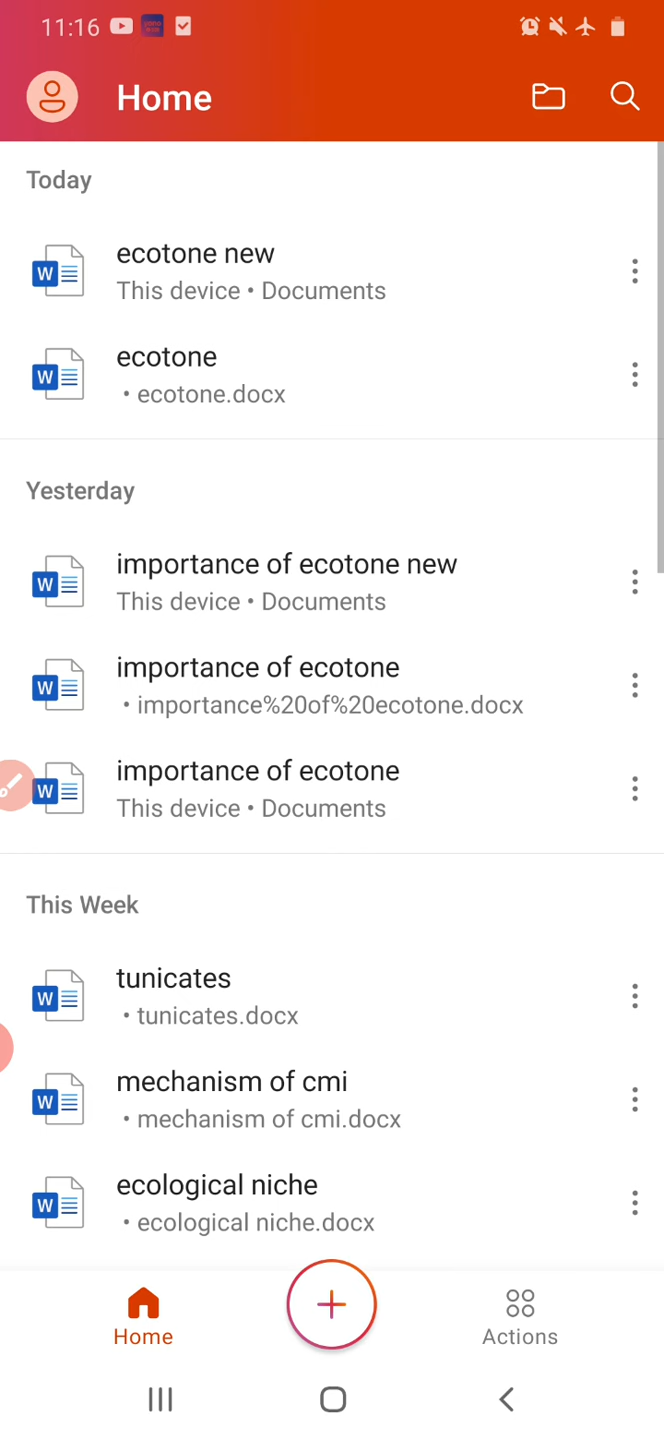 11:16
Home
Today
ecotone new
This device • Documents
ecotone
• ecotone.docx
Yesterday
importance of ecotone new
This device • Documents
importance of ecotone
• importance%20of%20ecotone.docx
importance of ecotone
This device • Documents
This Week
tunicates
• tunicates.docx
mechanism of cmi
• mechanism of cmi.docx
ecological niche
• ecological niche.docx
Home
Actions